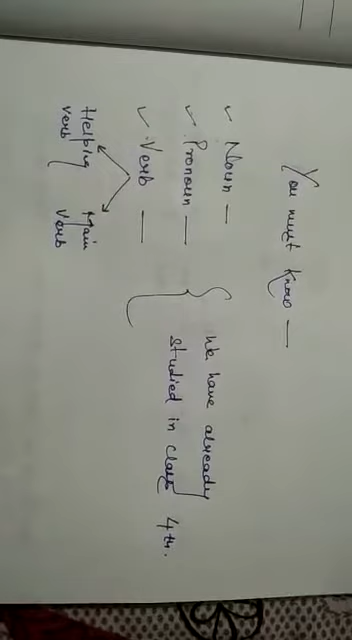 You must know —
✓ Noun —
✓ Pronoun —
✓ Verb —
Helping verb
Main verb
We have already
studied in class 4th.